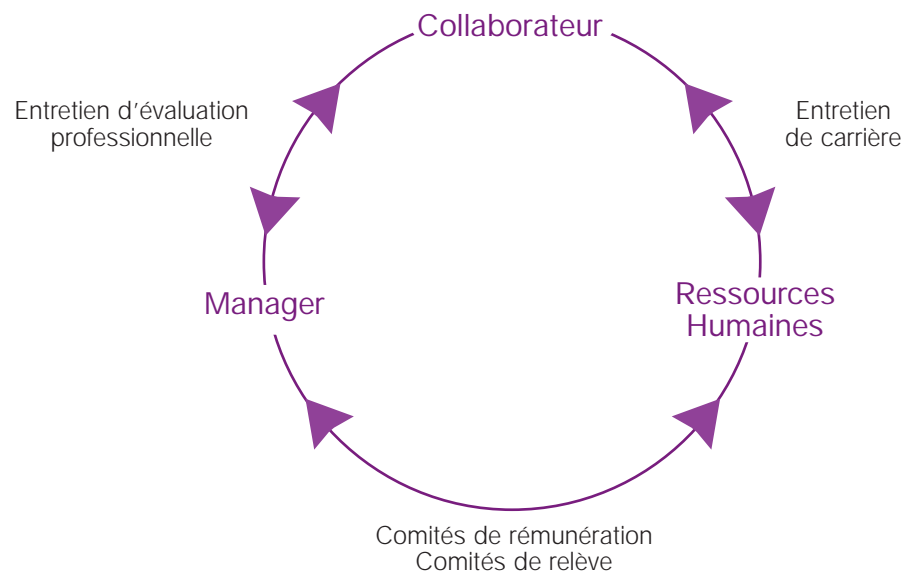 Collaborateur
Entretien d'évaluation
professionnelle
Entretien
de carrière
Manager
Ressources
Humaines
Comités de rémunération
Comités de relève